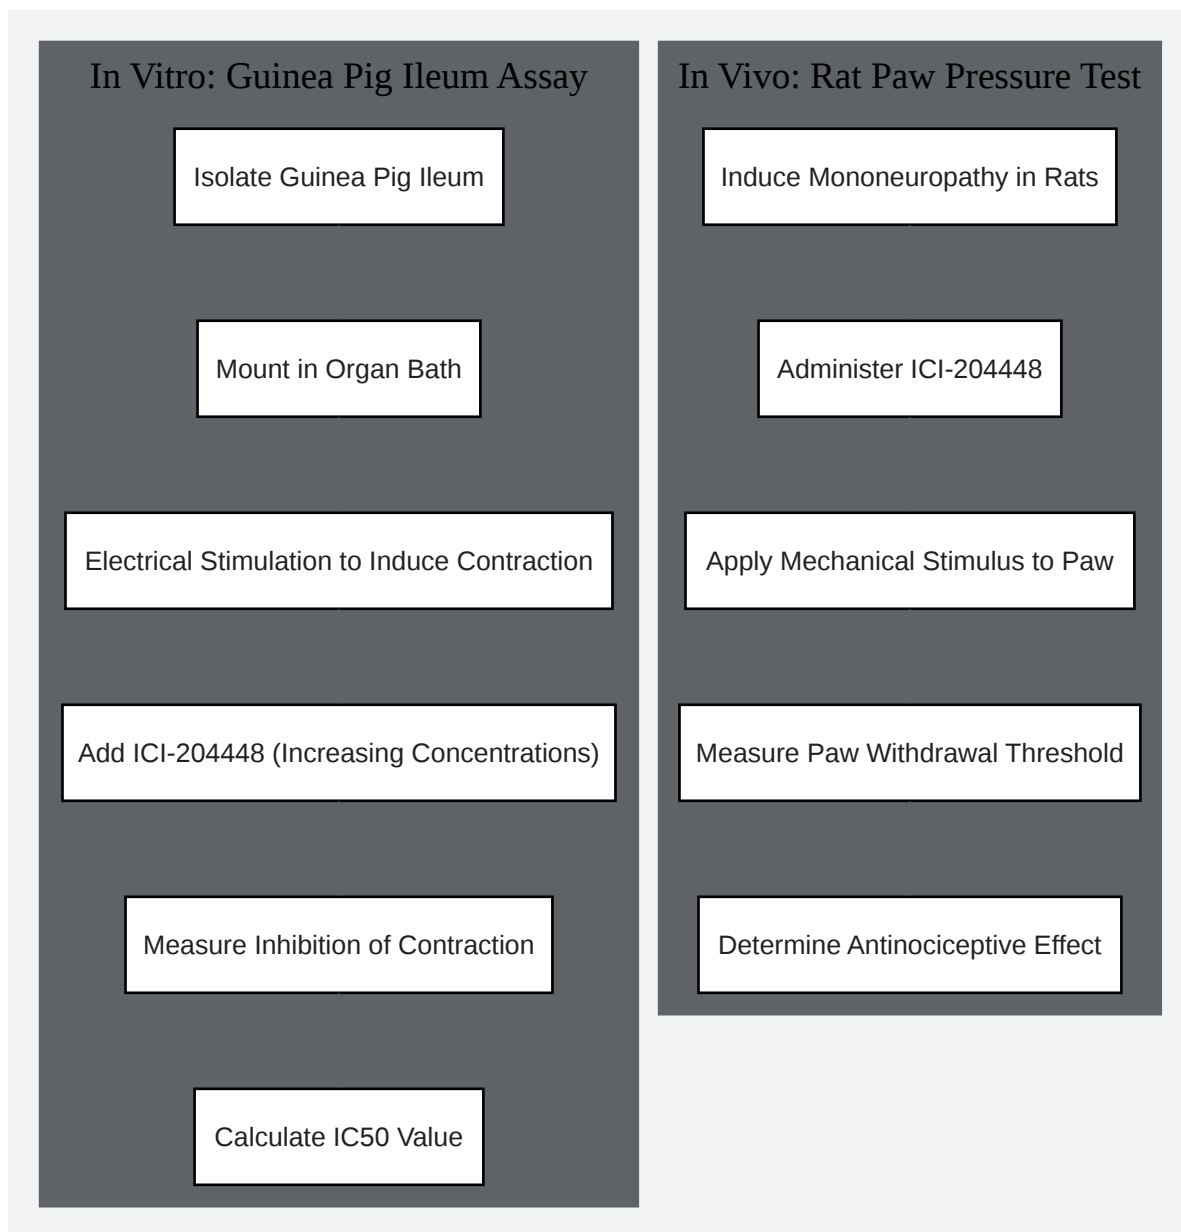 In Vitro: Guinea Pig Ileum Assay
Isolate Guinea Pig Ileum
Mount in Organ Bath
Electrical Stimulation to Induce Contraction
Add ICI-204448 (Increasing Concentrations)
Measure Inhibition of Contraction
Calculate IC50 Value
In Vivo: Rat Paw Pressure Test
Induce Mononeuropathy in Rats
Administer ICI-204448
Apply Mechanical Stimulus to Paw
Measure Paw Withdrawal Threshold
Determine Antinociceptive Effect